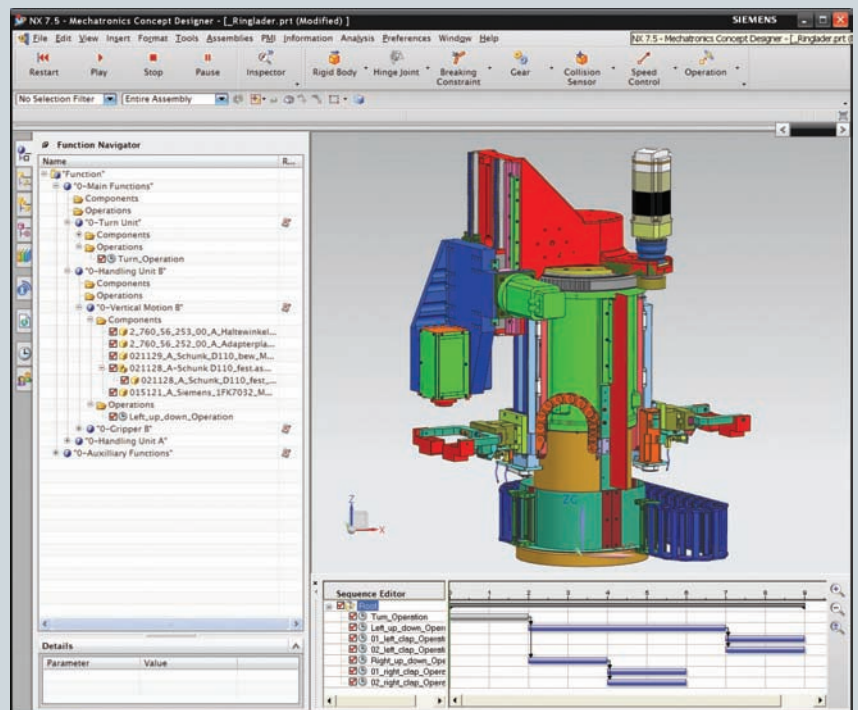 NX 7.5 - Mechatronics Concept Designer - [_Ringlader.prt (Modified) ]
SIEMENS
File Edit View Insert Format Tools Assemblies PMI Information Analysis Preferences Window Help
NX 7.5 - Mechatronics Concept Designer - [_Ringlader.prt (
Restart Play Stop Pause Inspector Rigid Body Hinge Joint Breaking Constraint Gear Collision Sensor Speed Control Operation
No Selection Filter Entire Assembly
Function Navigator
Name R...
"Function"
"0-Main Functions"
Components
Operations
"0-Turn Unit"
Components
Operations
Turn_Operation
"0-Handling Unit B"
Components
Operations
"0-Vertical Motion B"
Components
2_760_56_253_00_A_Haltewinkel...
2_760_56_252_00_A_Adapterpla...
021129_A_Schunk_D110_bew_M...
021128_A-Schunk D110_fest.as...
021128_A_Schunk_D110_fest_...
015121_A_Siemens_1FK7032_M...
Operations
Left_up_down_Operation
"0-Gripper B"
"0-Handling Unit A"
"0-Auxilliary Functions"
Z
X
ZC
Details
Parameter Value
Sequence Editor
0 1 2 3 4 5 6 7 8 9
Root
Turn_Operation
Left_up_down_Opera
01_left_clap_Operati
02_left_clap_Operati
Right_up_down_Ope
01_right_clap_Opere
02_right_clap_Opere